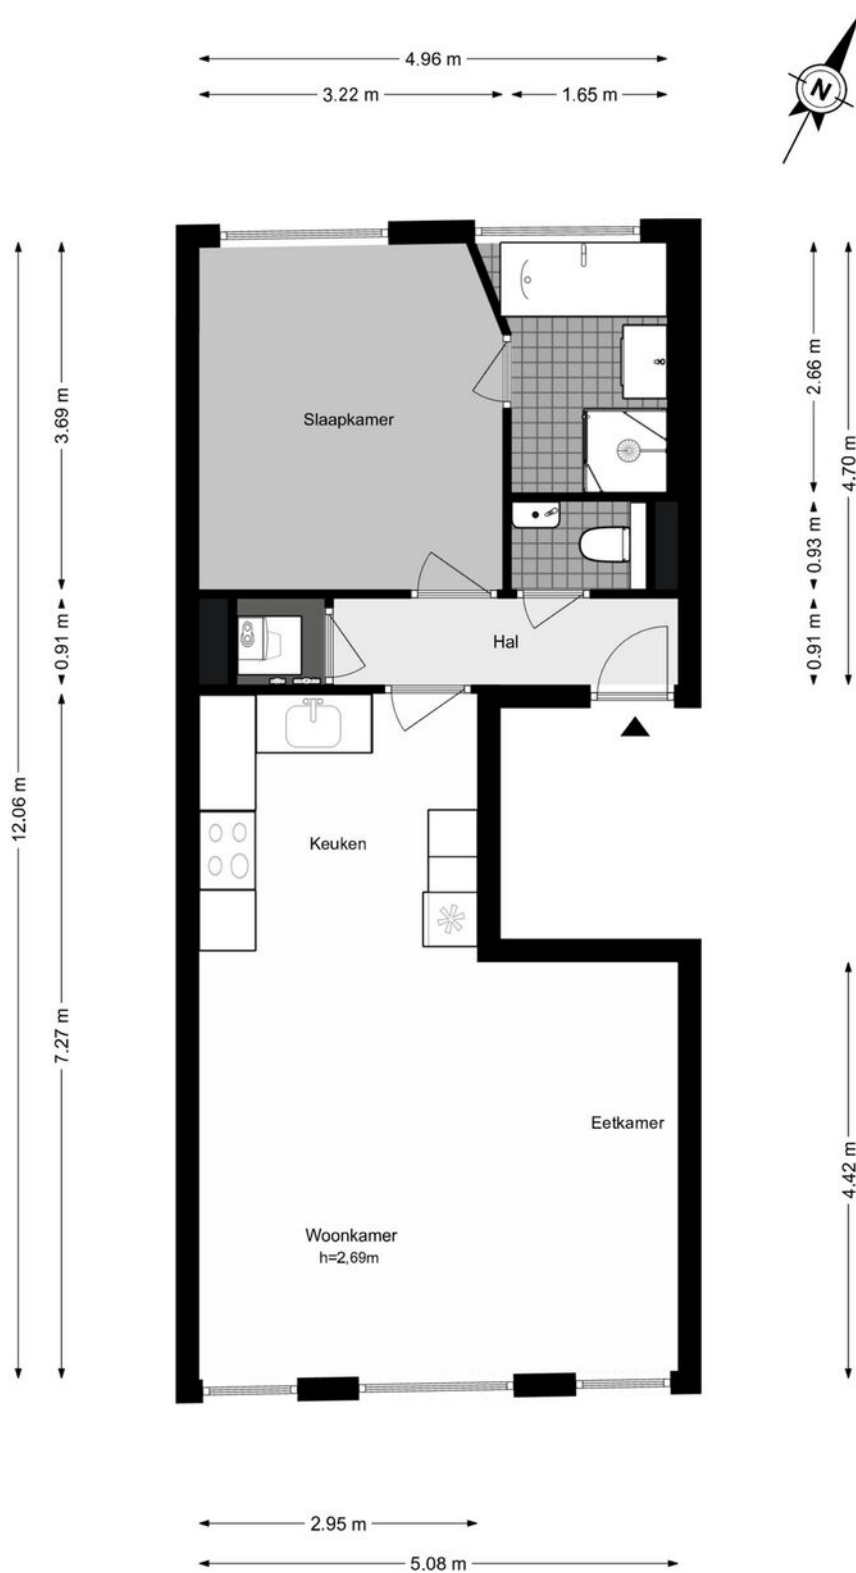 4.96 m
3.22 m
1.65 m
N
3.69 m
2.66 m
4.70 m
Slaapkamer
0.93 m
0.91 m
0.91 m
Hal
12.06 m
Keuken
7.27 m
Eetkamer
4.42 m
Woonkamer
h=2,69m
2.95 m
5.08 m